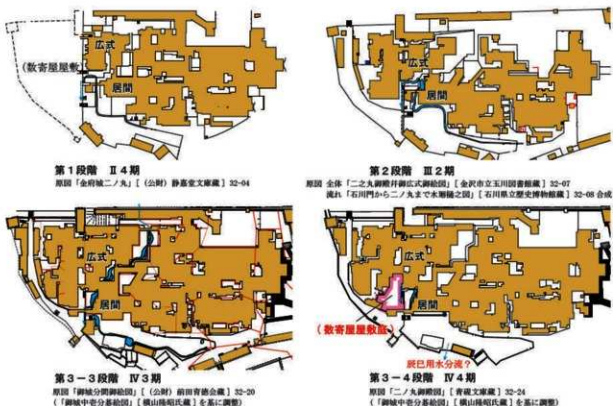 広式
(数寄屋屋敷)
居間
第1段階 Ⅱ4期
原図「金府城二ノ丸」[(公財)静嘉堂文庫蔵] 32-04
広式
居間
第2段階 Ⅲ2期
原図 全体「二之丸御殿幷御広式御絵図」[金沢市立玉川図書館蔵] 32-07
流れ「石川門から二ノ丸まで水廻樋之図」[石川県立歴史博物館蔵] 32-08 合成
広式
居間
第3-3段階 Ⅳ3期
原図「御城分間御絵図」[(公財)前田育徳会蔵] 32-20
(「御城中壱分碁絵図」[横山隆昭氏蔵]を基に調整)
広式
居間
(数寄屋屋敷庭)
辰巳用水分流?
第3-4段階 Ⅳ4期
原図「二ノ丸御殿図」[青磁文庫蔵] 32-24
(「御城中壱分碁絵図」[横山隆昭氏蔵]を基に調整)